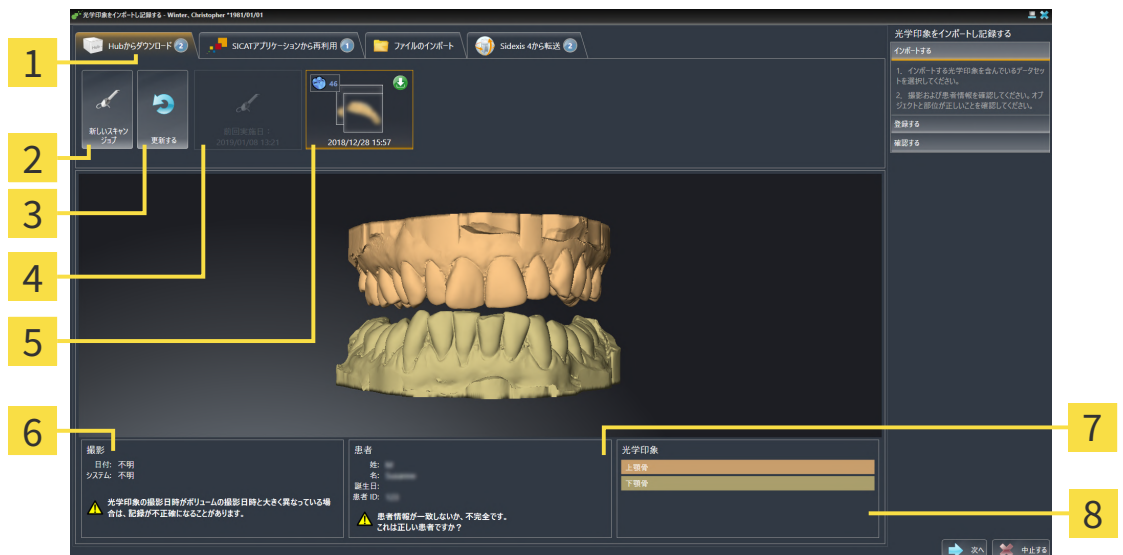 光学印象をインポートし記録する - Winter, Christopher *1981/01/01
Hubからダウンロード 2
SICATアプリケーションから再利用 1
ファイルのインポート
Sidexis 4から転送 2
光学印象をインポートし記録する
インポートする
1、インポートする光学印象を含んでいるデータセッ
トを選択してください。
2、撮影および患者情報を確認してください。オブ
ジェクトと部位が正しいことを確認してください。
登録する
確認する
1
2
3
4
5
6
7
8
新しいスキャン
ジョブ
更新する
前回実施日：
2019/01/08 13:21
46
2018/12/28 15:57
撮影
日付: 不明
システム: 不明
光学印象の撮影日時がボリュームの撮影日時と大きく異なっている場
合は、記録が不正確になることがあります。
患者
姓:
名:
誕生日:
患者 ID:
患者情報が一致しないか、不完全です。
これは正しい患者ですか？
光学印象
上顎骨
下顎骨
次へ
中止する